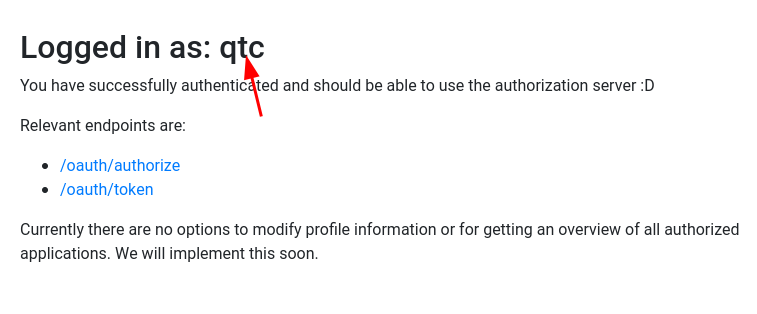 Logged in as: qtc
You have successfully authenticated and should be able to use the authorization server :D
Relevant endpoints are:
/oauth/authorize
/oauth/token
Currently there are no options to modify profile information or for getting an overview of all authorized
applications. We will implement this soon.